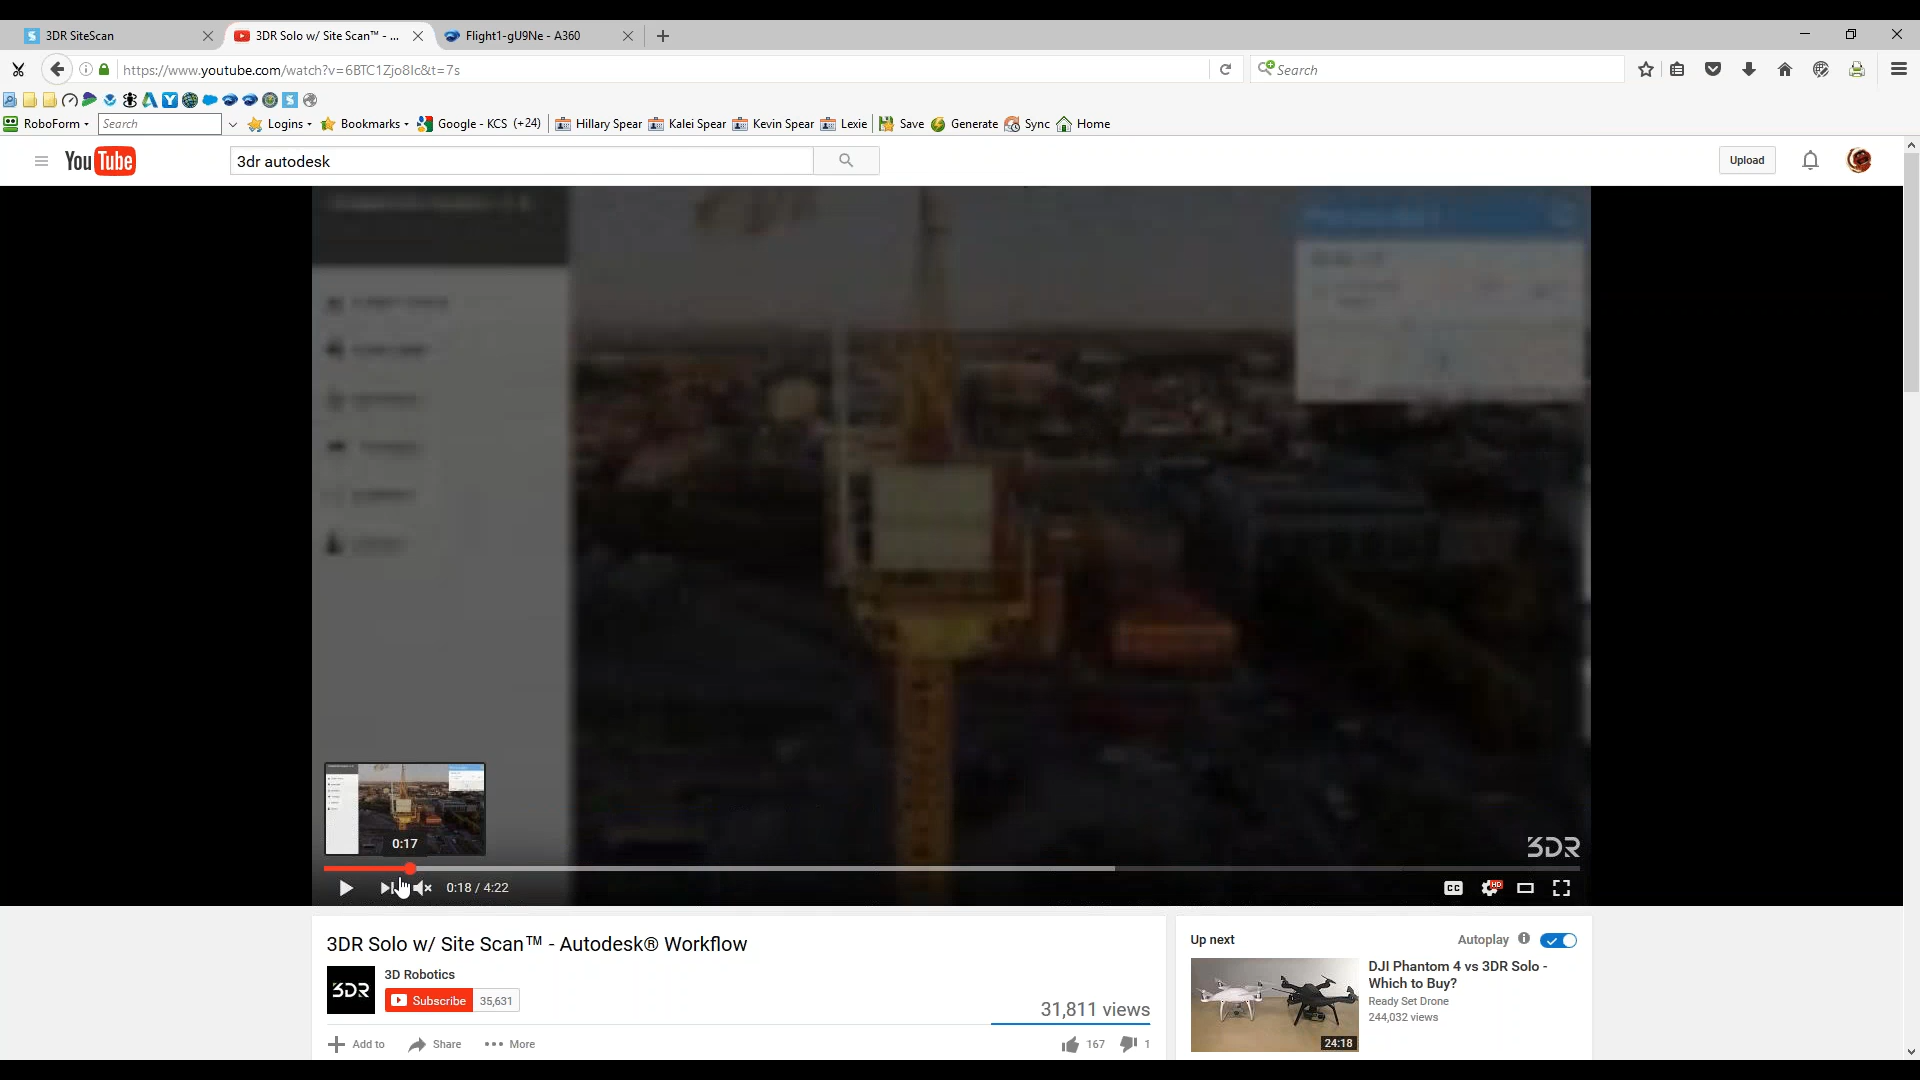 3DR SiteScan
3DR Solo w/ Site Scan™ - ...
Flight1-gU9Ne - A360
https://www.youtube.com/watch?v=6BTC1Zjo8Ic&t=7s
Search
RoboForm
Search
Logins
Bookmarks
Google - KCS (+24)
Hillary Spear
Kalei Spear
Kevin Spear
Lexie
Save
Generate
Sync
Home
YouTube
3dr autodesk
Upload
0:17
3DR
0:18 / 4:22
CC
HD
3DR Solo w/ Site Scan™ - Autodesk® Workflow
3DR
3D Robotics
Subscribe
35,631
31,811 views
Add to
Share
More
167
1
Up next
Autoplay
DJI Phantom 4 vs 3DR Solo -
Which to Buy?
Ready Set Drone
244,032 views
24:18